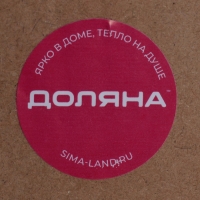 ЯРКО В ДОМЕ, ТЕПЛО НА ДУШЕ
ДОЛЯНА
SIMA-LAND.RU